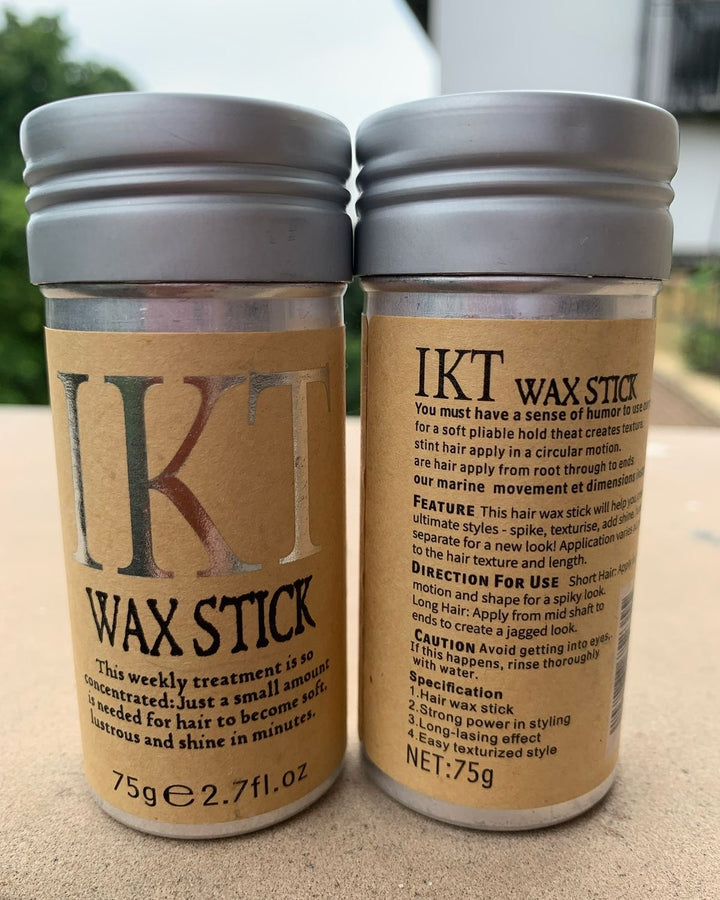 IKT
WAX STICK
This weekly treatment is so
concentrated:Just a small amount
is needed for hair to become soft,
lustrous and shine in minutes.
75g℮2.7fl.oz
IKT WAX STICK
You must have a sense of humor to use
for a soft pliable hold theat creates texture.
stint hair apply in a circular motion.
are hair apply from root through to ends.
our marine movement et dimensions
FEATURE This hair wax stick will help you
ultimate styles - spike, texturise, add shine.
separate for a new look! Application varies
to the hair texture and length.
DIRECTION FOR USE Short Hair: Apply
motion and shape for a spiky look.
Long Hair: Apply from mid shaft to
ends to create a jagged look.
CAUTION Avoid getting into eyes,.
If this happens, rinse thoroughly
with water.
Specification
1.Hair wax stick
2.Strong power in styling
3.Long-lasing effect
4.Easy texturized style
NET:75g